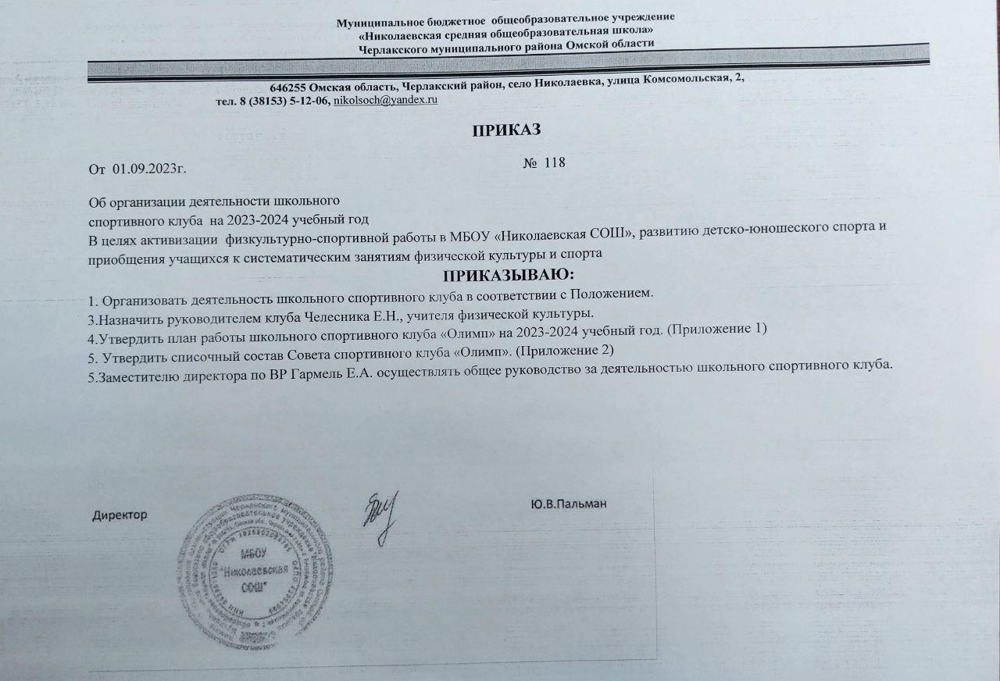 Муниципальное бюджетное общеобразовательное учреждение
«Николаевская средняя общеобразовательная школа»
Черлакского муниципального района Омской области
646255 Омская область, Черлакский район, село Николаевка, улица Комсомольская, 2,
тел. 8 (38153) 5-12-06, nikolsoch@yandex.ru
ПРИКАЗ
От 01.09.2023г. № 118
Об организации деятельности школьного
спортивного клуба на 2023-2024 учебный год
В целях активизации физкультурно-спортивной работы в МБОУ «Николаевская СОШ», развитию детско-юношеского спорта и
приобщения учащихся к систематическим занятиям физической культуры и спорта
ПРИКАЗЫВАЮ:
1. Организовать деятельность школьного спортивного клуба в соответствии с Положением.
3.Назначить руководителем клуба Челесника Е.Н., учителя физической культуры.
4.Утвердить план работы школьного спортивного клуба «Олимп» на 2023-2024 учебный год. (Приложение 1)
5. Утвердить списочный состав Совета спортивного клуба «Олимп». (Приложение 2)
5.Заместителю директора по ВР Гармель Е.А. осуществлять общее руководство за деятельностью школьного спортивного клуба.
Директор Ю.В.Пальман
МБОУ
"Николаевская
СОШ"